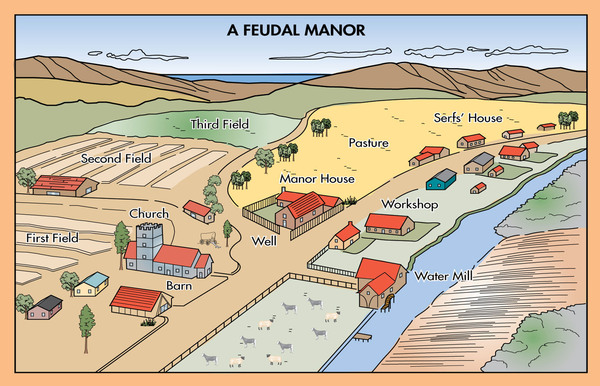 A FEUDAL MANOR
Serfs' House
Third Field
Pasture
Second Field
Manor House
Workshop
Church
First Field
Well
Water Mill
Barn